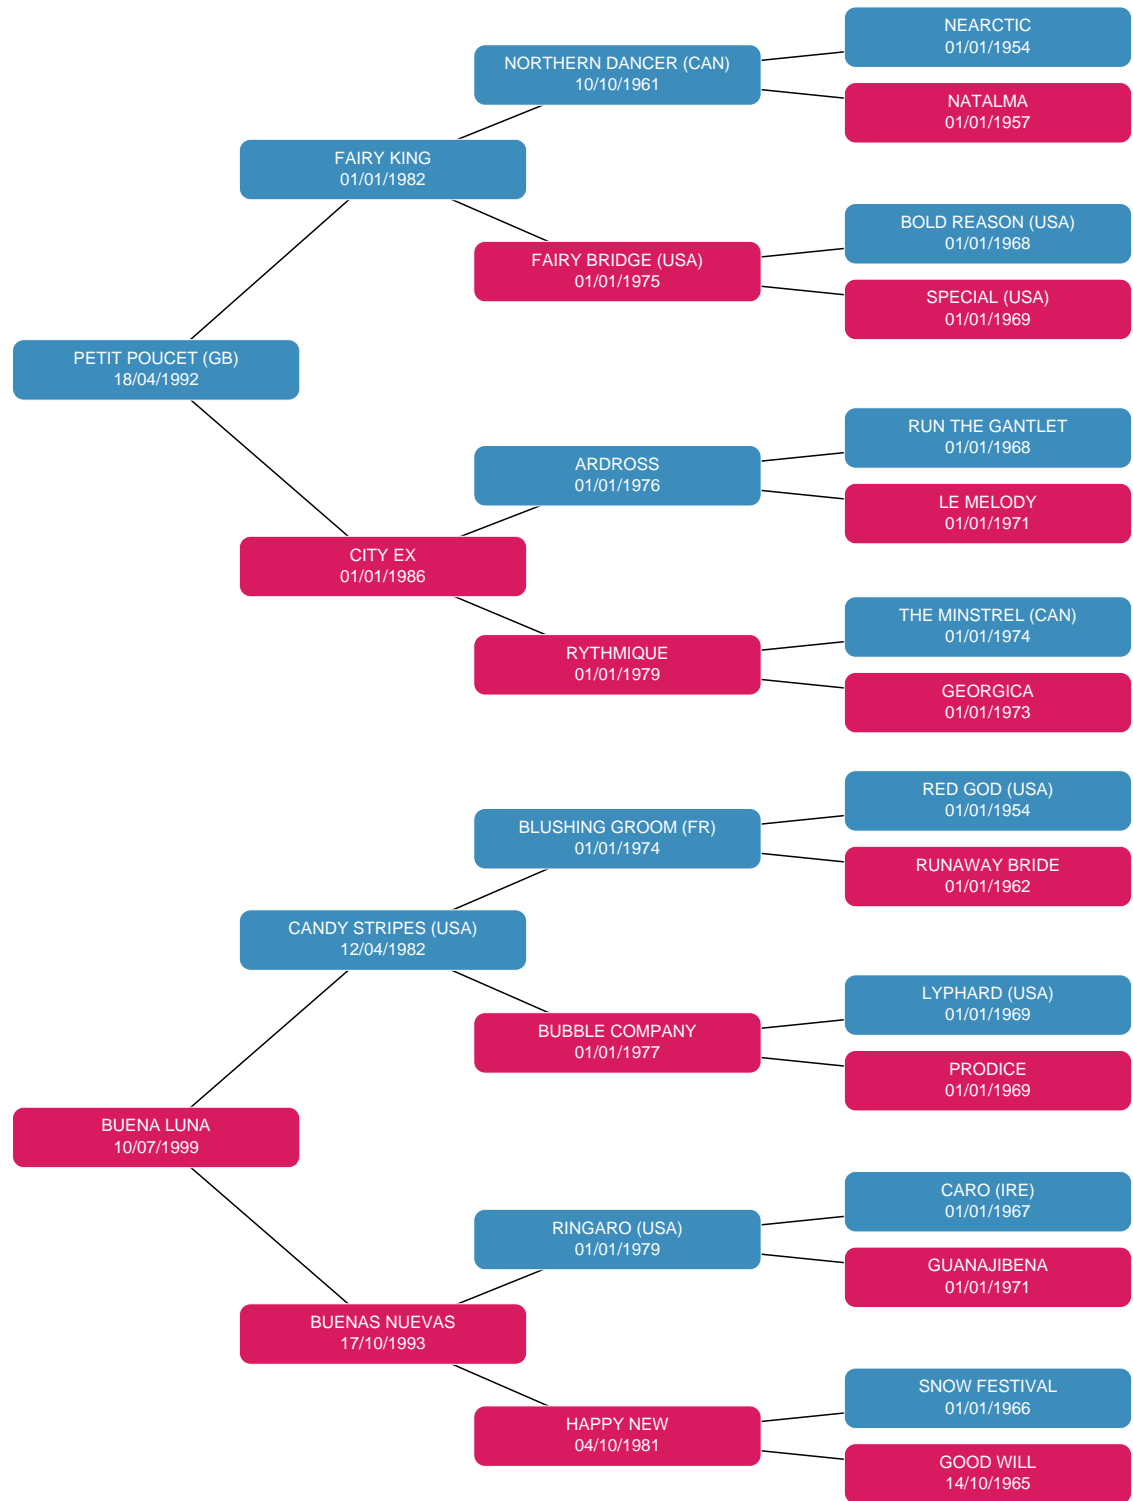 NEARCTIC
01/01/1954
NORTHERN DANCER (CAN)
10/10/1961
NATALMA
01/01/1957
FAIRY KING
01/01/1982
BOLD REASON (USA)
01/01/1968
FAIRY BRIDGE (USA)
01/01/1975
SPECIAL (USA)
01/01/1969
PETIT POUCET (GB)
18/04/1992
RUN THE GANTLET
01/01/1968
ARDROSS
01/01/1976
LE MELODY
01/01/1971
CITY EX
01/01/1986
THE MINSTREL (CAN)
01/01/1974
RYTHMIQUE
01/01/1979
GEORGICA
01/01/1973
RED GOD (USA)
01/01/1954
BLUSHING GROOM (FR)
01/01/1974
RUNAWAY BRIDE
01/01/1962
CANDY STRIPES (USA)
12/04/1982
LYPHARD (USA)
01/01/1969
BUBBLE COMPANY
01/01/1977
PRODICE
01/01/1969
BUENA LUNA
10/07/1999
CARO (IRE)
01/01/1967
RINGARO (USA)
01/01/1979
GUANAJIBENA
01/01/1971
BUENAS NUEVAS
17/10/1993
SNOW FESTIVAL
01/01/1966
HAPPY NEW
04/10/1981
GOOD WILL
14/10/1965